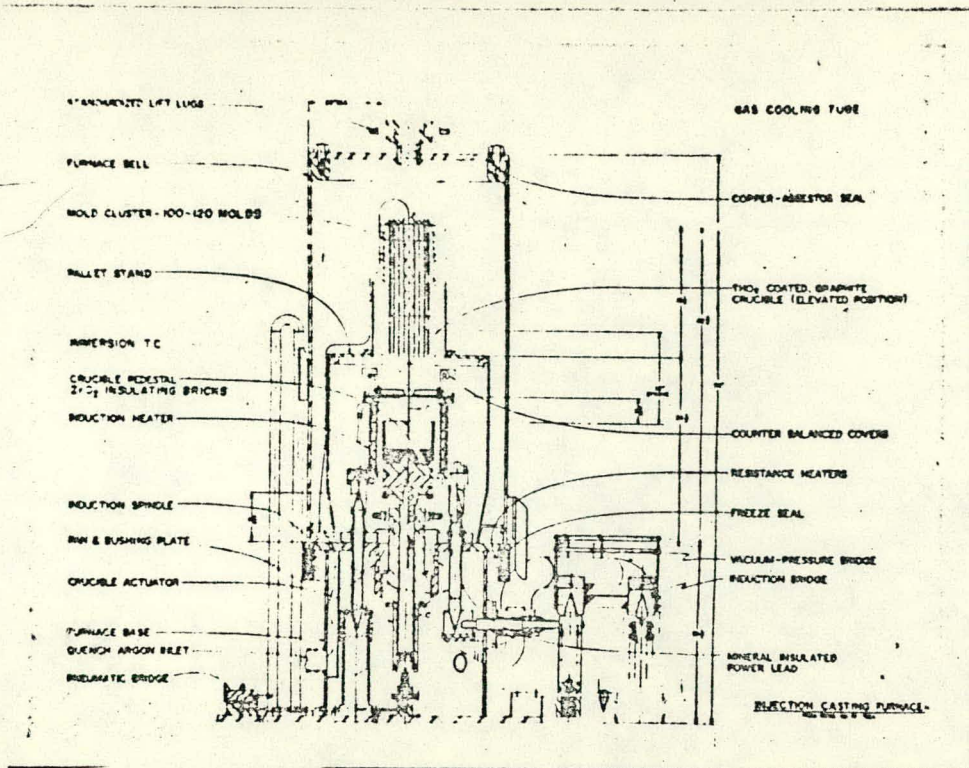 STANDARDIZED LIFT LUGS
FURNACE BELL
MOLD CLUSTER - 100-120 MOLDS
PALLET STAND
IMMERSION T.C.
CRUCIBLE PEDESTAL
ZrO₂ INSULATING BRICKS
INDUCTION HEATER
INDUCTION SPINDLE
PAN & BUSHING PLATE
CRUCIBLE ACTUATOR
FURNACE BASE
QUENCH ARGON INLET
PNEUMATIC BRIDGE
GAS COOLING TUBE
COPPER-ASBESTOS SEAL
THO₂ COATED, GRAPHITE
CRUCIBLE (ELEVATED POSITION)
COUNTER BALANCED COVERS
RESISTANCE HEATERS
FREEZE SEAL
VACUUM-PRESSURE BRIDGE
INDUCTION BRIDGE
MINERAL INSULATED
POWER LEAD
INJECTION CASTING FURNACE